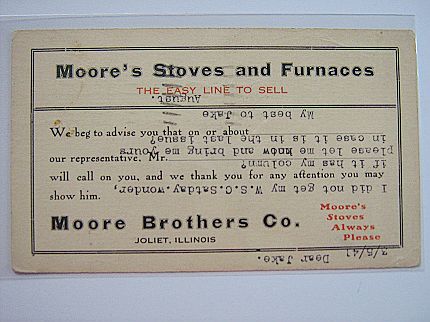 Moore's Stoves and Furnaces
THE EASY LINE TO SELL
We beg to advise you that on or about
our representative, Mr.
will call on you, and we thank you for any attention you may
show him.
Moore Brothers Co.
JOLIET, ILLINOIS
Moore's
Stoves
Always
Please
3/5/41 Dear Jake.
I did not get my W.S.C. Satday, wonder,
if it has my column?
please let me know and bring me yours
in case it is in the last issue?
My best to Jake
August.